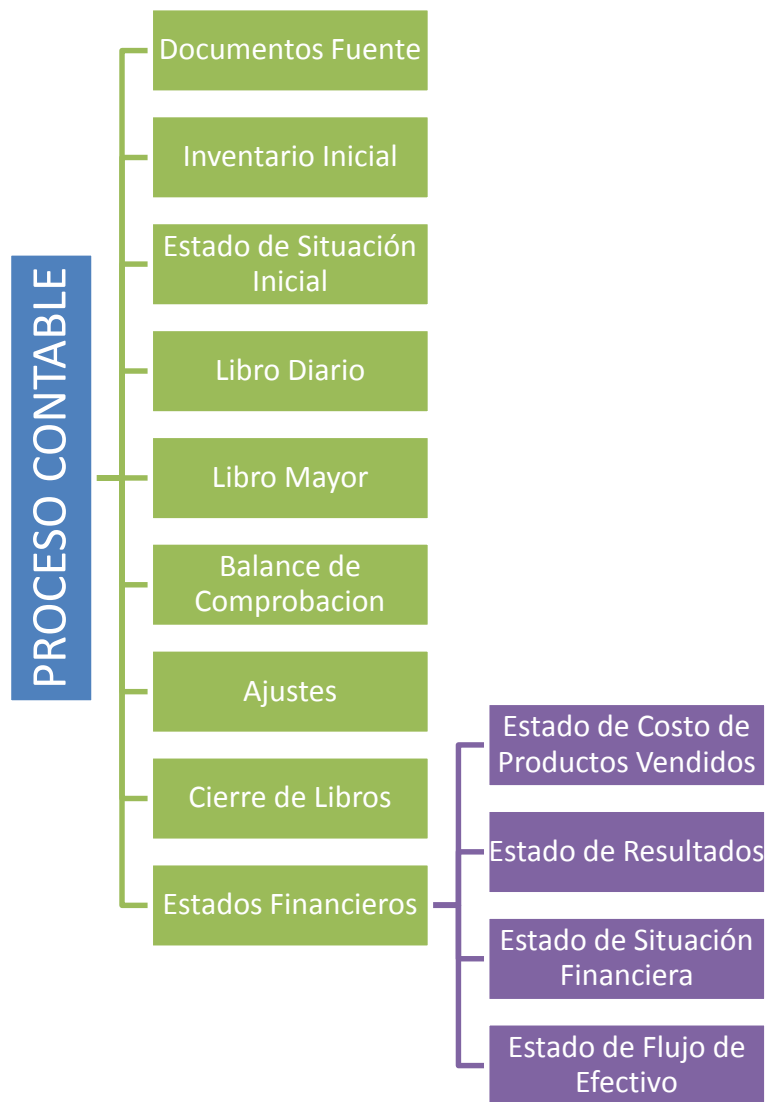 PROCESO CONTABLE
Documentos Fuente
Inventario Inicial
Estado de Situación
Inicial
Libro Diario
Libro Mayor
Balance de
Comprobacion
Ajustes
Cierre de Libros
Estados Financieros
Estado de Costo de
Productos Vendidos
Estado de Resultados
Estado de Situación
Financiera
Estado de Flujo de
Efectivo